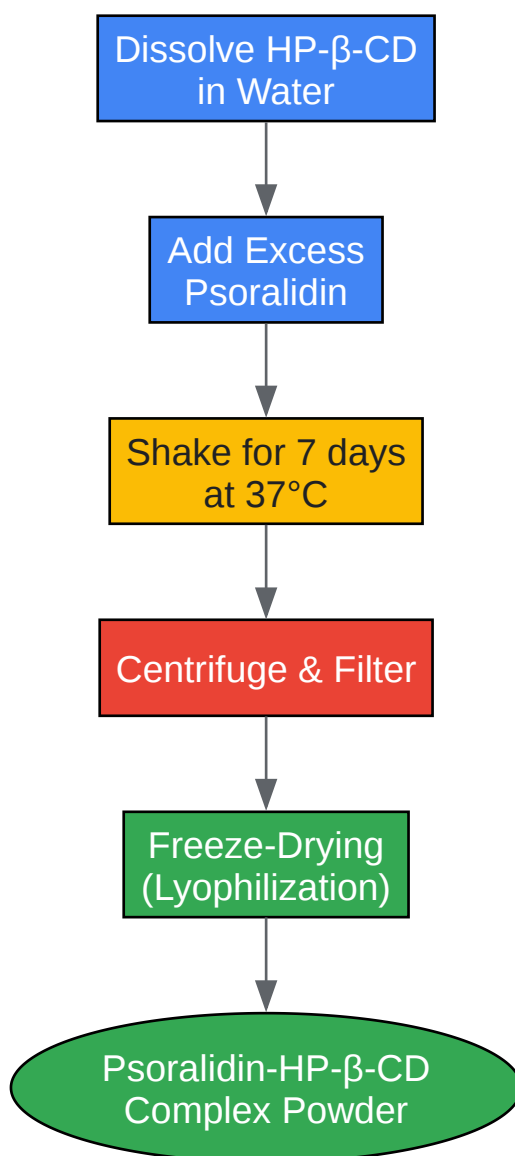 Dissolve HP-β-CD
in Water
Add Excess
Psoralidin
Shake for 7 days
at 37°C
Centrifuge & Filter
Freeze-Drying
(Lyophilization)
Psoralidin-HP-β-CD
Complex Powder